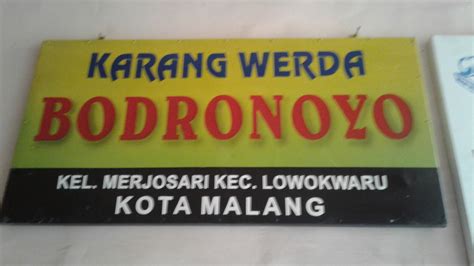 KARANG WERDA
BODRONOYO
KEL. MERJOSARI KEC. LOWOKWARU
KOTA MALANG